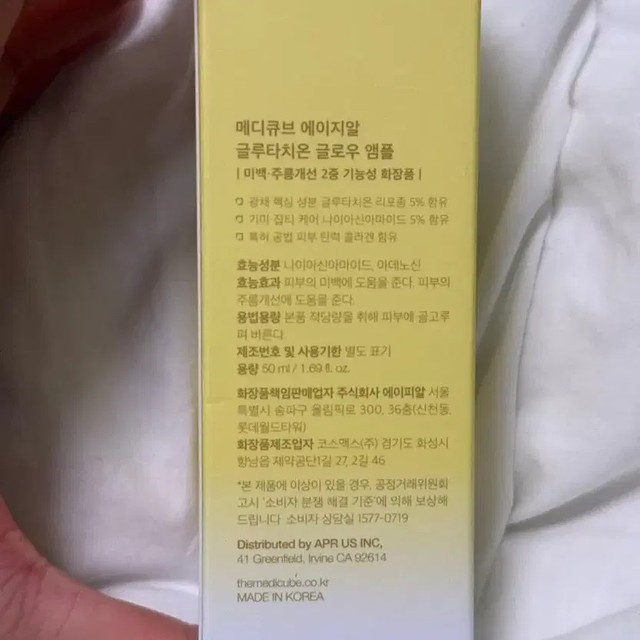 메디큐브 에이지알
글루타치온 글로우 앰플
| 미백·주름개선 2중 기능성 화장품 |
광채 핵심 성분 글루타치온 리포좀 5% 함유
기미 잡티 케어 나이아신아마이드 5% 함유
특허 공법 피부 탄력 콜라겐 함유
효능성분 나이아신아마이드, 아데노신
효능효과 피부의 미백에 도움을 준다. 피부의
주름개선에 도움을 준다.
용법용량 본품 적당량을 취해 피부에 골고루
펴 바른다.
제조번호 및 사용기한 별도 표기
용량 50 ml / 1.69 fl. oz.
화장품책임판매업자 주식회사 에이피알 서울
특별시 송파구 올림픽로 300, 36층(신천동,
롯데월드타워)
화장품제조업자 코스맥스(주) 경기도 화성시
향남읍 제약공단1길 27, 2길 46
*본 제품에 이상이 있을 경우, 공정거래위원회
고시 '소비자 분쟁 해결 기준'에 의해 보상해
드립니다. 소비자 상담실 1577-0719
Distributed by APR US INC,
41 Greenfield, Irvine CA 92614
themedicube.co.kr
MADE IN KOREA